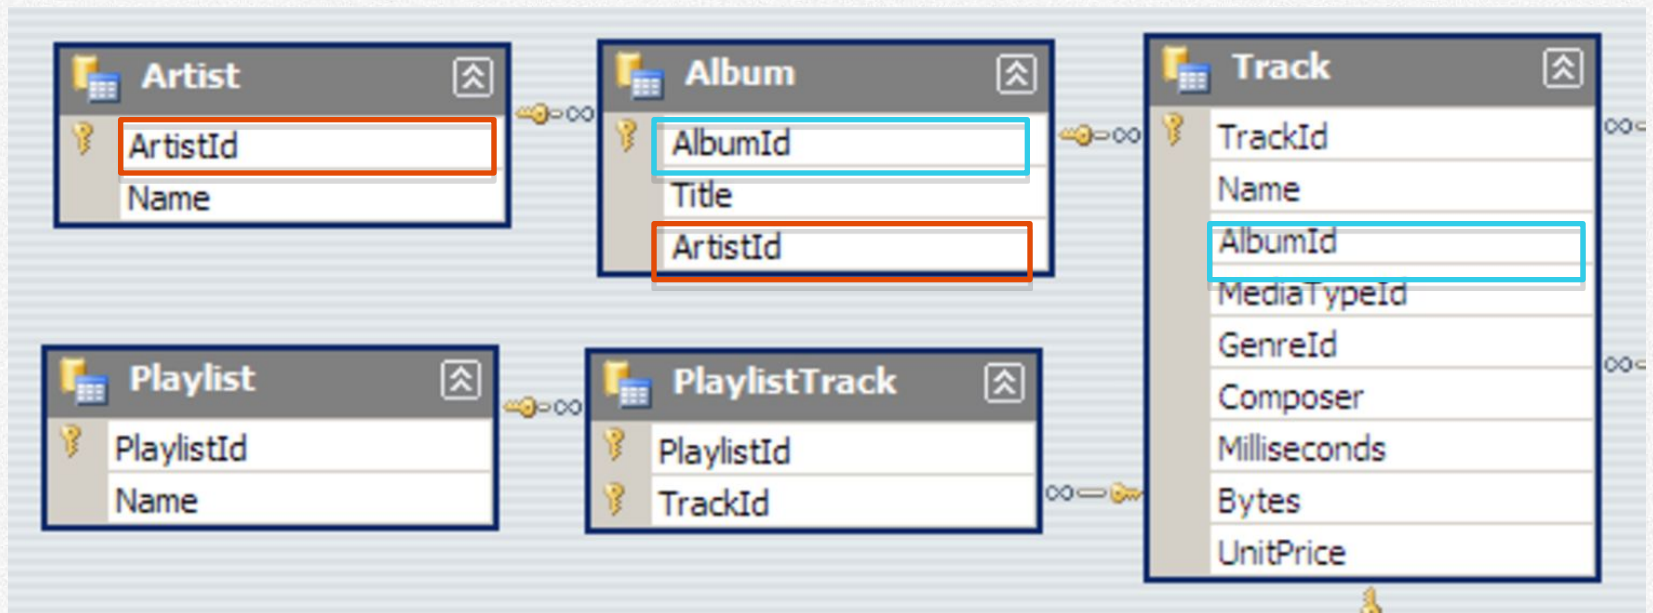 Artist
ArtistId
Name
Album
AlbumId
Title
ArtistId
Track
TrackId
Name
AlbumId
MediaTypeId
GenreId
Composer
Milliseconds
Bytes
UnitPrice
Playlist
PlaylistId
Name
PlaylistTrack
PlaylistId
TrackId